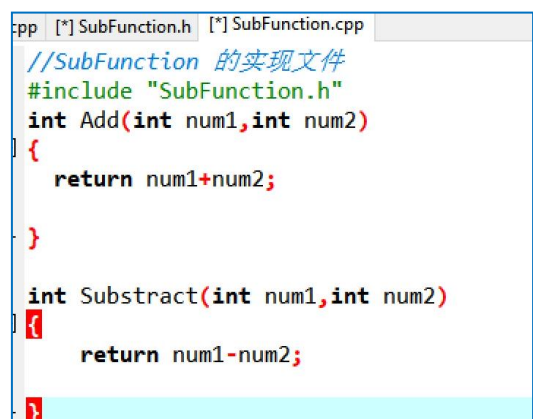 cpp [*] SubFunction.h [*] SubFunction.cpp
//SubFunction 的实现文件
#include "SubFunction.h"
int Add(int num1,int num2)
{
return num1+num2;
}
int Substract(int num1,int num2)
{
return num1-num2;
}